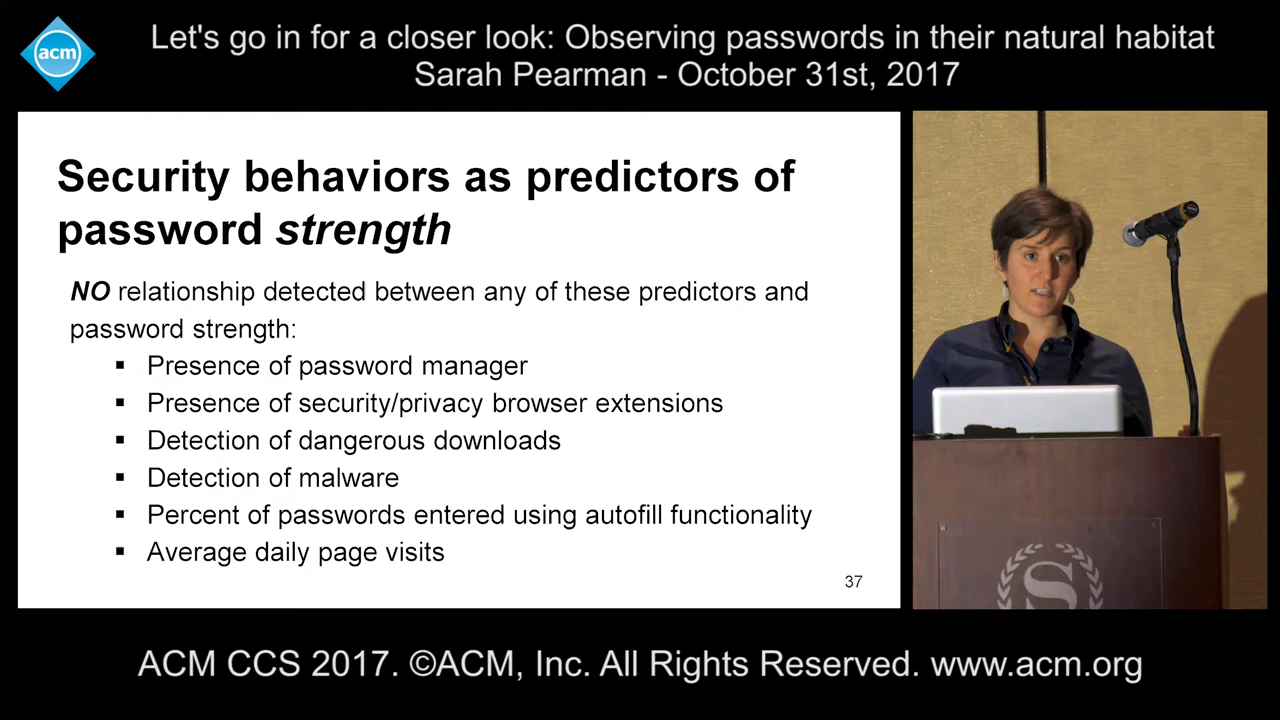 acm
Let's go in for a closer look: Observing passwords in their natural habitat
Sarah Pearman - October 31st, 2017
Security behaviors as predictors of
password strength
NO relationship detected between any of these predictors and
password strength:
▪ Presence of password manager
▪ Presence of security/privacy browser extensions
▪ Detection of dangerous downloads
▪ Detection of malware
▪ Percent of passwords entered using autofill functionality
▪ Average daily page visits
37
S
ACM CCS 2017. ©ACM, Inc. All Rights Reserved. www.acm.org